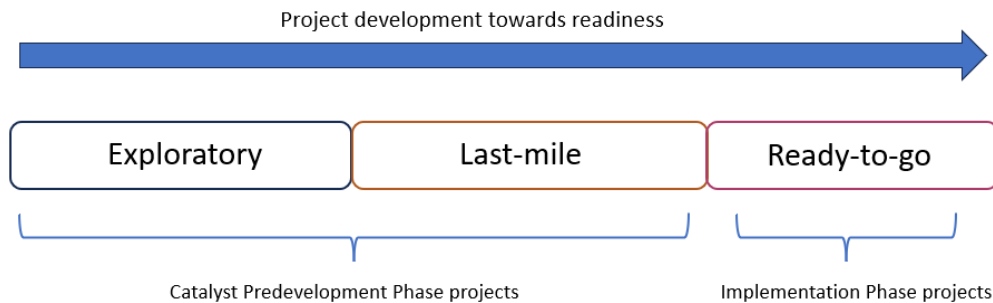 Project development towards readiness
Exploratory
Last-mile
Ready-to-go
Catalyst Predevelopment Phase projects
Implementation Phase projects